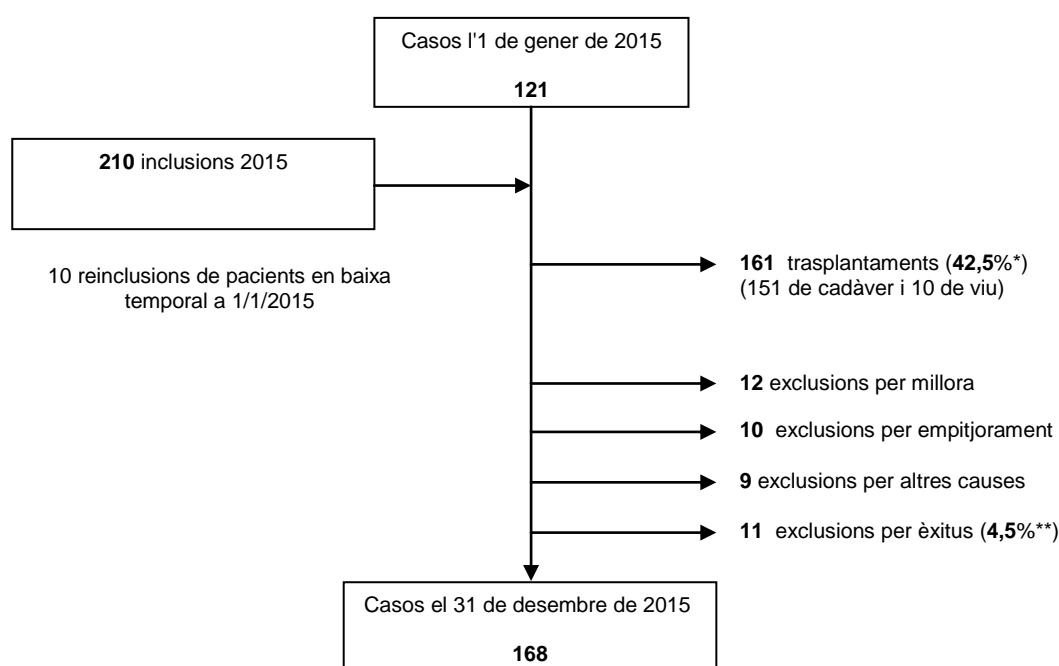 Casos l'1 de gener de 2015
121
210 inclusions 2015
10 reinclusions de pacients en baixa
temporal a 1/1/2015
161 trasplantaments (42,5%*)
(151 de cadàver i 10 de viu)
12 exclusions per millora
10 exclusions per empitjorament
9 exclusions per altres causes
11 exclusions per èxitus (4,5%**)
Casos el 31 de desembre de 2015
168